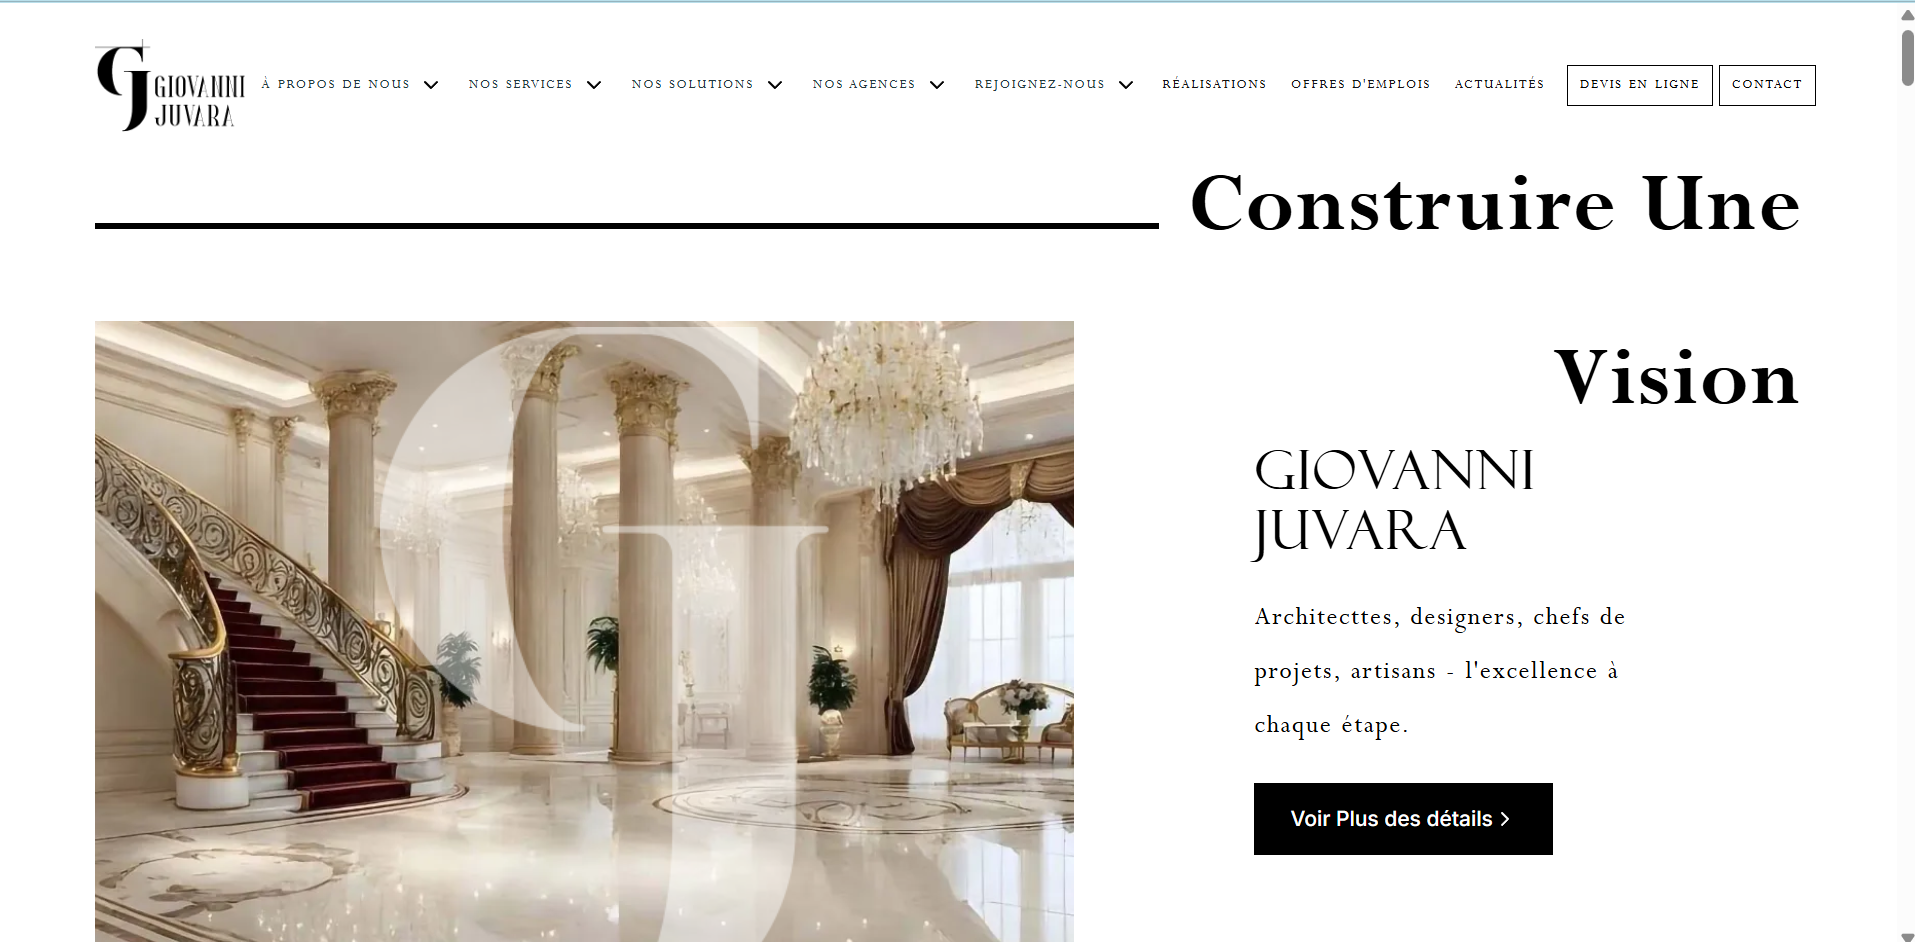 GIOVANNI
JUVARA
À PROPOS DE NOUS
NOS SERVICES
NOS SOLUTIONS
NOS AGENCES
REJOIGNEZ-NOUS
RÉALISATIONS
OFFRES D'EMPLOIS
ACTUALITÉS
DEVIS EN LIGNE
CONTACT
Construire Une
Vision
GIOVANNI
JUVARA
Architecttes, designers, chefs de
projets, artisans - l'excellence à
chaque étape.
Voir Plus des détails